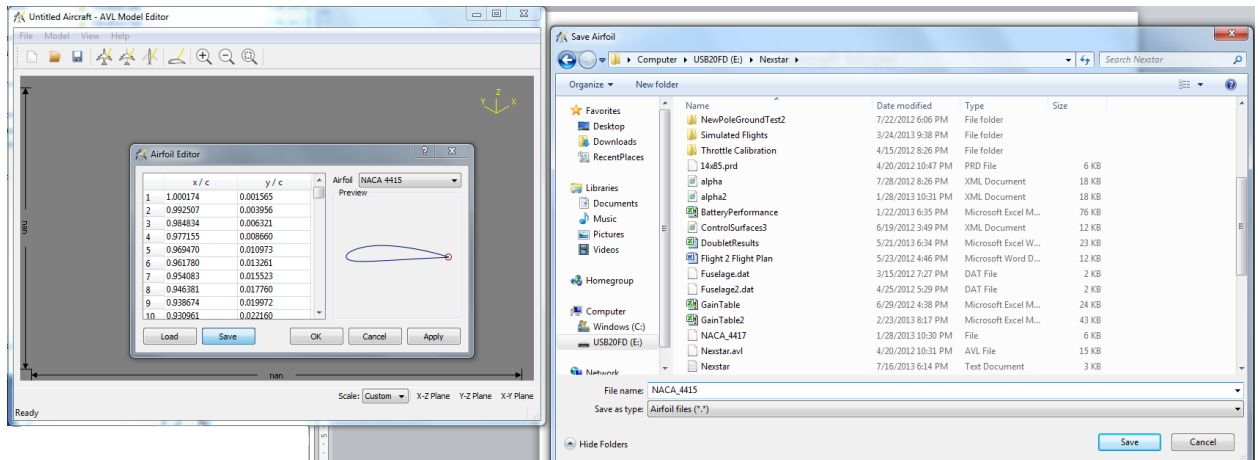 Untitled Aircraft - AVL Model Editor
File Model View Help
Z
Y X
nan
Airfoil Editor
x / c y / c
1 1.000174 0.001565
2 0.992507 0.003956
3 0.984834 0.006321
4 0.977155 0.008660
5 0.969470 0.010973
6 0.961780 0.013261
7 0.954083 0.015523
8 0.946381 0.017760
9 0.938674 0.019972
10 0.930961 0.022160
Airfoil NACA 4415
Preview
Load Save OK Cancel Apply
nan
Scale: Custom X-Z Plane Y-Z Plane X-Y Plane
Ready
Save Airfoil
Computer USB20FD (E:) Nexstar
Search Nexstar
Organize New folder
Favorites
Desktop
Downloads
RecentPlaces
Libraries
Documents
Music
Pictures
Videos
Homegroup
Computer
Windows (C:)
USB20FD (E:)
Network
Name Date modified Type Size
NewPoleGroundTest2 7/22/2012 6:06 PM File folder
Simulated Flights 3/24/2013 9:38 PM File folder
Throttle Calibration 4/15/2012 8:26 PM File folder
14x85.prd 4/20/2012 10:47 PM PRD File 6 KB
alpha 7/28/2012 8:26 PM XML Document 18 KB
alpha2 1/28/2013 10:31 PM XML Document 18 KB
BatteryPerformance 1/22/2013 6:35 PM Microsoft Excel M... 76 KB
ControlSurfaces3 6/19/2012 3:49 PM XML Document 12 KB
DoubletResults 5/21/2013 6:34 PM Microsoft Excel W... 23 KB
Flight 2 Flight Plan 5/23/2012 4:46 PM Microsoft Word D... 12 KB
Fuselage.dat 3/15/2012 7:27 PM DAT File 2 KB
Fuselage2.dat 4/25/2012 5:29 PM DAT File 2 KB
GainTable 6/29/2012 4:38 PM Microsoft Excel M... 24 KB
GainTable2 2/23/2013 8:17 PM Microsoft Excel M... 43 KB
NACA_4417 1/28/2013 10:30 PM File 6 KB
Nexstar.avl 4/20/2012 10:31 PM AVL File 15 KB
Nexstar 7/16/2013 6:14 PM Text Document 3 KB
File name: NACA_4415
Save as type: Airfoil files (*.*)
Hide Folders Save Cancel